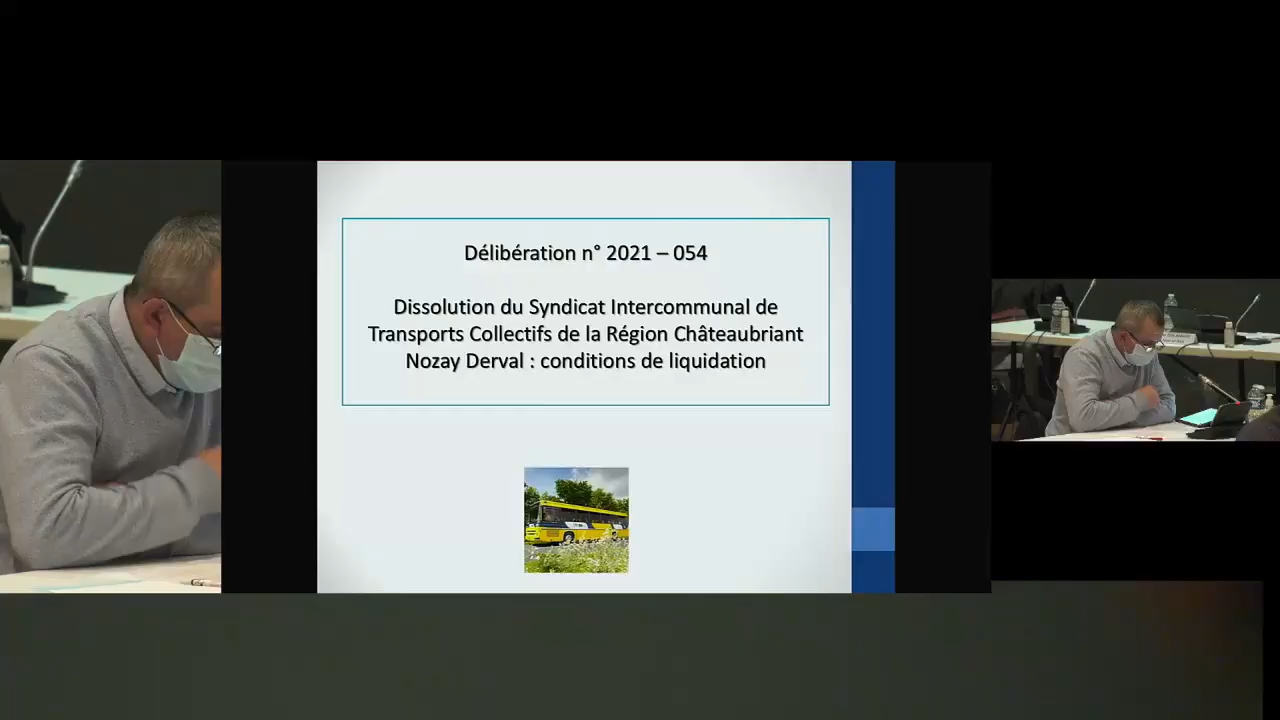 Délibération n° 2021 – 054
Dissolution du Syndicat Intercommunal de
Transports Collectifs de la Région Châteaubriant
Nozay Derval : conditions de liquidation